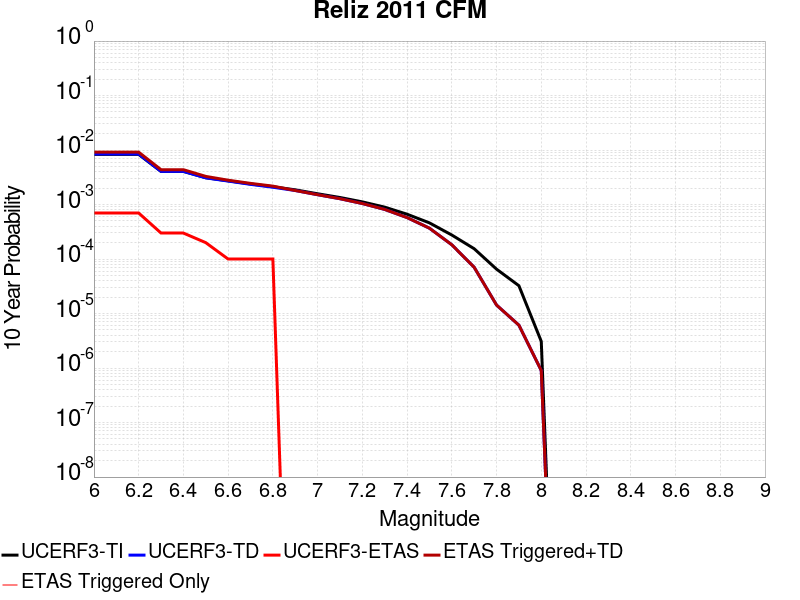 Reliz 2011 CFM
10^0
10^-1
10^-2
10^-3
10^-4
10^-5
10^-6
10^-7
10^-8
10 Year Probability
6 6.2 6.4 6.6 6.8 7 7.2 7.4 7.6 7.8 8 8.2 8.4 8.6 8.8 9
Magnitude
UCERF3-TI UCERF3-TD UCERF3-ETAS ETAS Triggered+TD
ETAS Triggered Only